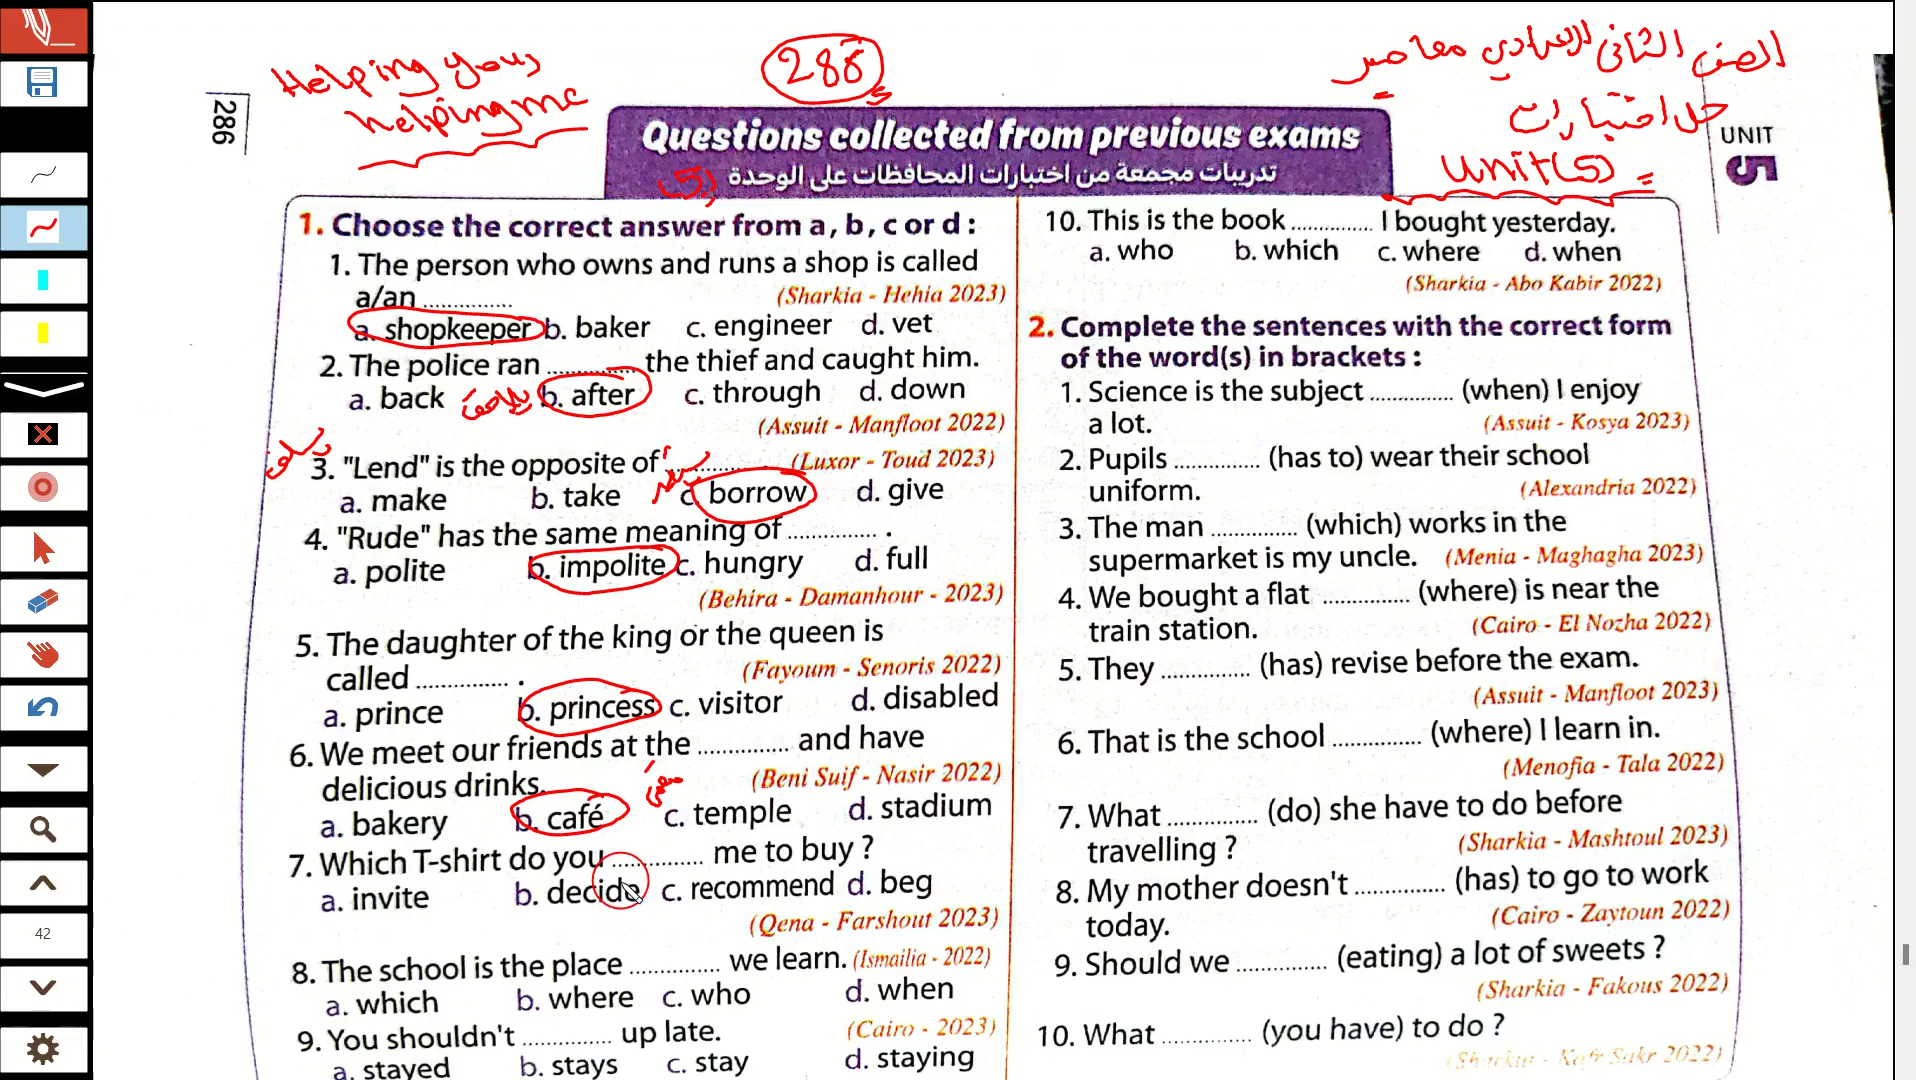 Helping you,
helping me
286
الصف الثاني الاعدادي معاصر
حل اختبارات
Unit (5)
286
UNIT
5
Questions collected from previous exams
تدريبات مجمعة من اختبارات المحافظات على الوحدة (5)
1. Choose the correct answer from a, b, c or d :
1. The person who owns and runs a shop is called
a/an .............. (Sharkia - Hehia 2023)
a. shopkeeper b. baker c. engineer d. vet
2. The police ran .............. the thief and caught him.
a. back b. after c. through d. down
(Assuit - Manfloot 2022)
3. "Lend" is the opposite of .............. (Luxor - Toud 2023)
a. make b. take c. borrow d. give
4. "Rude" has the same meaning of .............. .
a. polite b. impolite c. hungry d. full
(Behira - Damanhour - 2023)
5. The daughter of the king or the queen is
called .............. . (Fayoum - Senoris 2022)
a. prince b. princess c. visitor d. disabled
6. We meet our friends at the .............. and have
delicious drinks. (Beni Suif - Nasir 2022)
a. bakery b. café c. temple d. stadium
7. Which T-shirt do you .............. me to buy ?
a. invite b. decide c. recommend d. beg
(Qena - Farshout 2023)
8. The school is the place .............. we learn. (Ismailia - 2022)
a. which b. where c. who d. when
9. You shouldn't .............. up late. (Cairo - 2023)
a. stayed b. stays c. stay d. staying
10. This is the book .............. I bought yesterday.
a. who b. which c. where d. when
(Sharkia - Abo Kabir 2022)
2. Complete the sentences with the correct form
of the word(s) in brackets :
1. Science is the subject .............. (when) I enjoy
a lot. (Assuit - Kosya 2023)
2. Pupils .............. (has to) wear their school
uniform. (Alexandria 2022)
3. The man .............. (which) works in the
supermarket is my uncle. (Menia - Maghagha 2023)
4. We bought a flat .............. (where) is near the
train station. (Cairo - El Nozha 2022)
5. They .............. (has) revise before the exam.
(Assuit - Manfloot 2023)
6. That is the school .............. (where) I learn in.
(Menofia - Tala 2022)
7. What .............. (do) she have to do before
travelling ? (Sharkia - Mashtoul 2023)
8. My mother doesn't .............. (has) to go to work
today. (Cairo - Zaytoun 2022)
9. Should we .............. (eating) a lot of sweets ?
(Sharkia - Fakous 2022)
10. What .............. (you have) to do ?
(Sharkia - Kafr Sakr 2022)
42